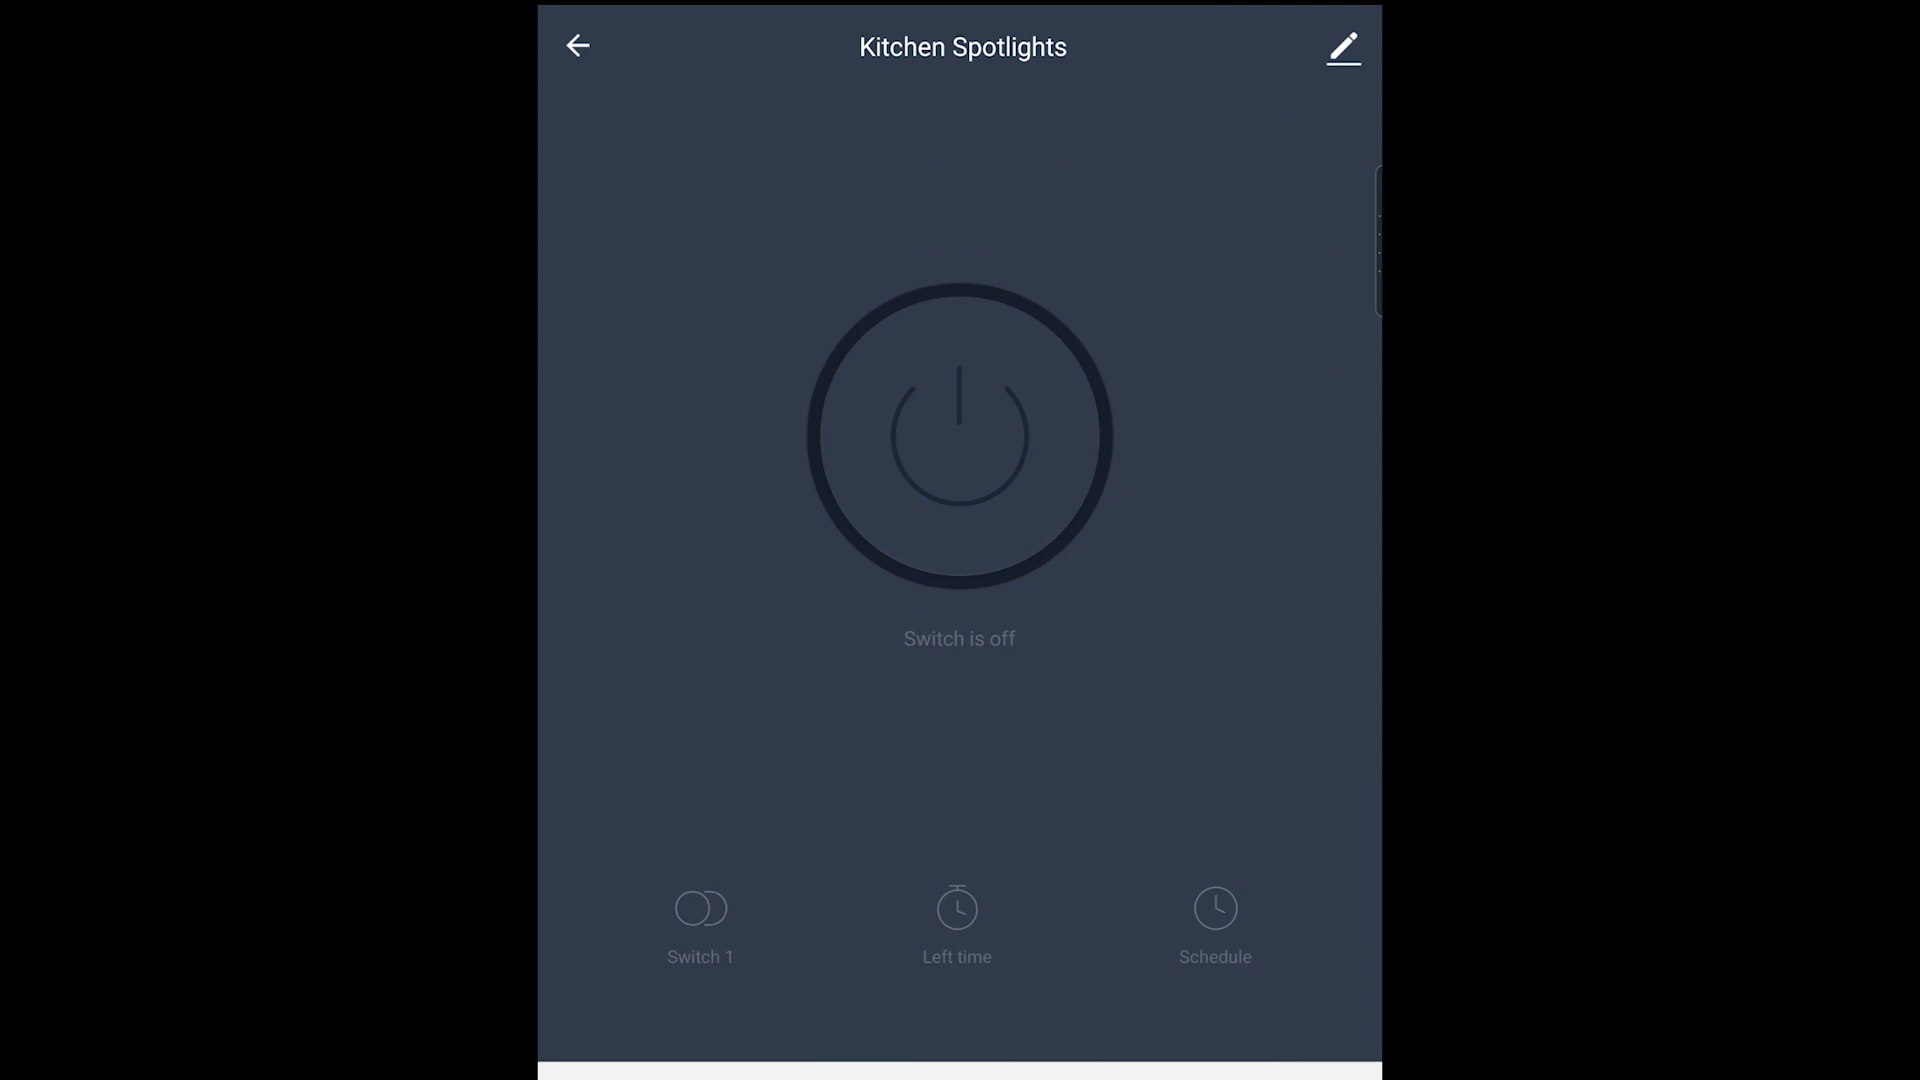 Kitchen Spotlights
Switch is off
Switch 1
Left time
Schedule